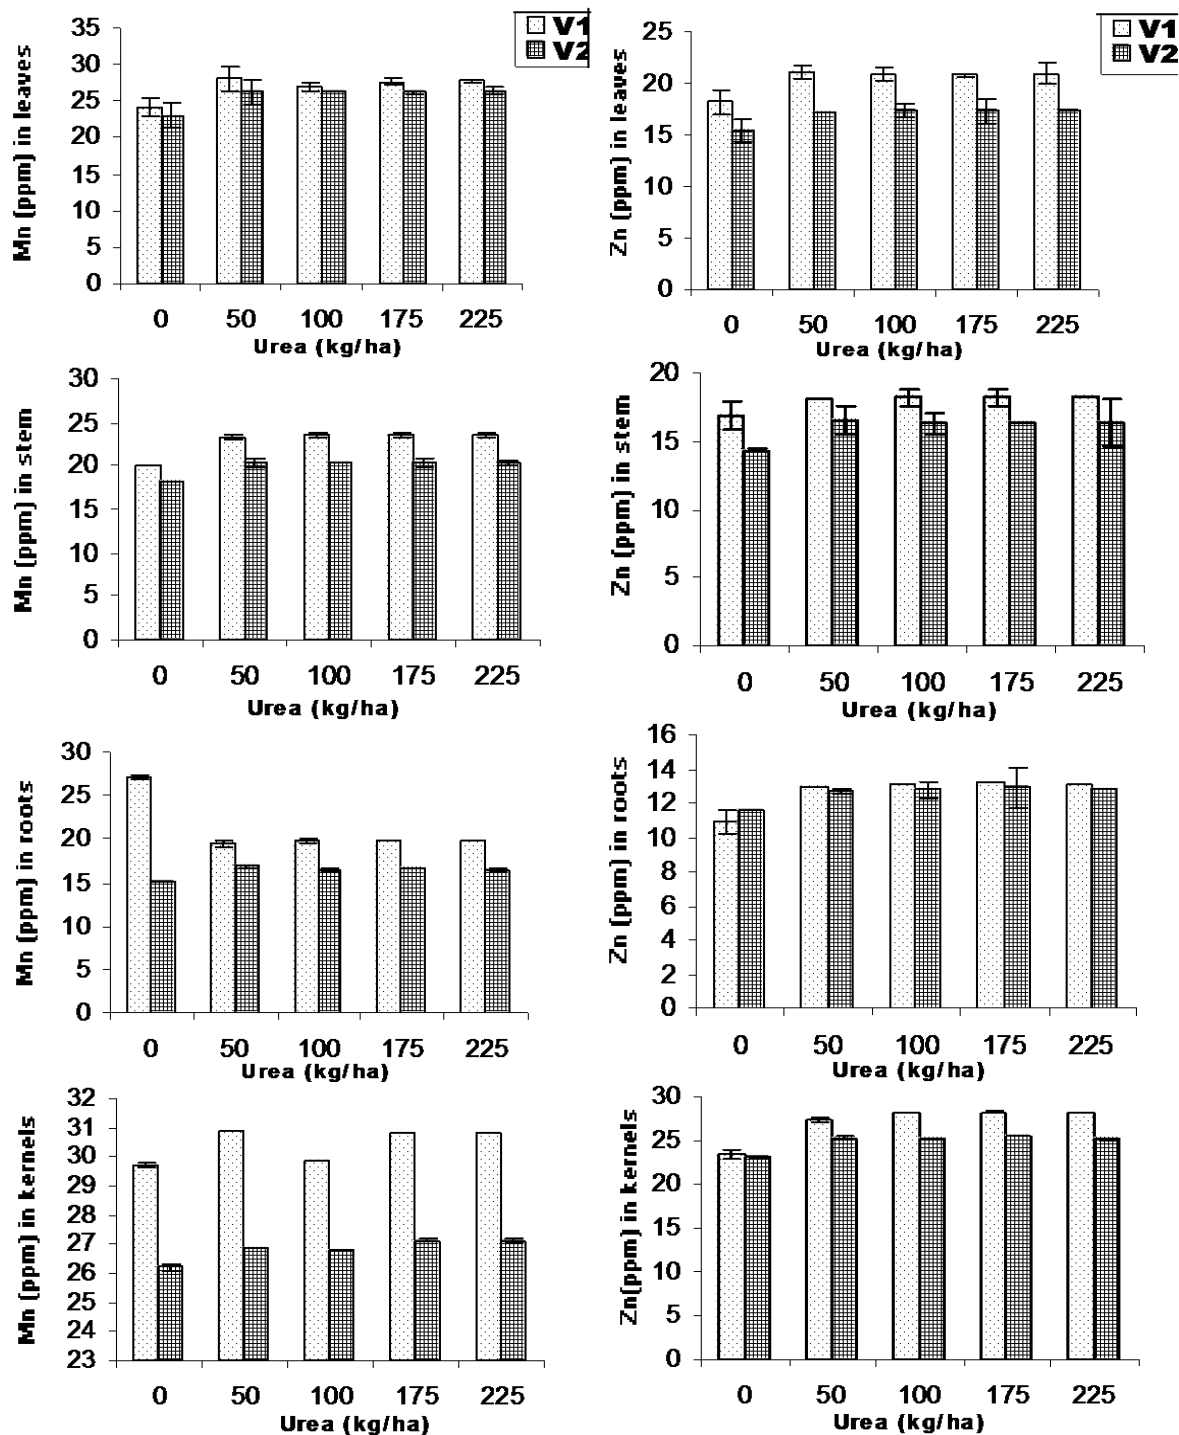 V1
V2
Mn (ppm) in leaves
35
30
25
20
15
10
5
0
0 50 100 175 225
Urea (kg/ha)
V1
V2
Zn (ppm) in leaves
25
20
15
10
5
0
0 50 100 175 225
Urea (kg/ha)
Mn (ppm) in stem
30
25
20
15
10
5
0
0 50 100 175 225
Urea (kg/ha)
Zn (ppm) in stem
20
15
10
5
0
0 50 100 175 225
Urea (kg/ha)
Mn (ppm) in roots
30
25
20
15
10
5
0
0 50 100 175 225
Urea (kg/ha)
Zn (ppm) in roots
16
14
12
10
8
6
4
2
0
0 50 100 175 225
Urea (kg/ha)
Mn (ppm) in kernels
32
31
30
29
28
27
26
25
24
23
0 50 100 175 225
Urea (kg/ha)
Zn(ppm) in kernels
30
25
20
15
10
5
0
0 50 100 175 225
Urea (kg/ha)